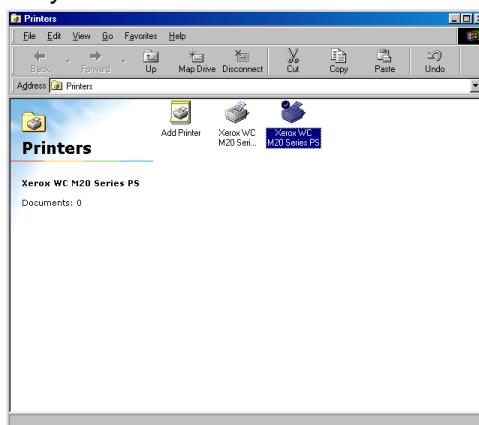 Printers
File Edit View Go Favorites Help
Back Forward Up Map Drive Disconnect Cut Copy Paste Undo
Address Printers
Printers
Xerox WC M20 Series PS
Documents: 0
Add Printer
Xerox WC
M20 Seri...
Xerox WC
M20 Series PS